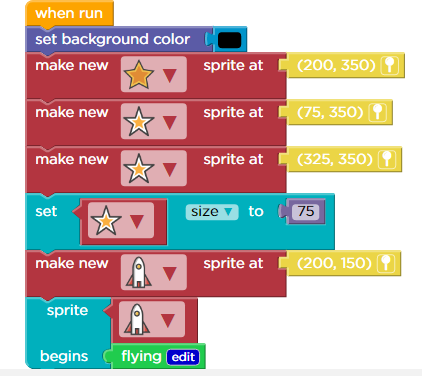 when run
set background color
make new sprite at (200, 350)
make new sprite at (75, 350)
make new sprite at (325, 350)
set size to 75
make new sprite at (200, 150)
sprite
begins flying edit